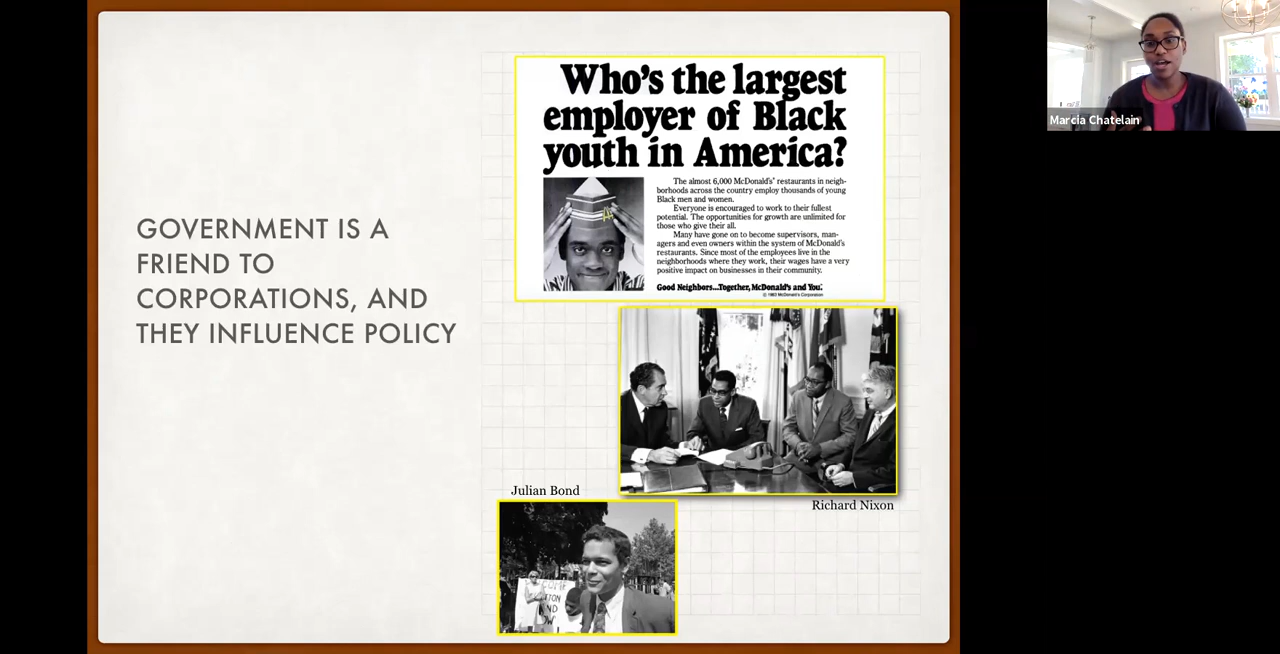 GOVERNMENT IS A
FRIEND TO
CORPORATIONS, AND
THEY INFLUENCE POLICY
Who's the largest
employer of Black
youth in America?
The almost 6,000 McDonald's® restaurants in neigh-
borhoods across the country employ thousands of young
Black men and women.
Everyone is encouraged to work to their fullest
potential. The opportunities for growth are unlimited for
those who give their all.
Many have gone on to become supervisors, man-
agers and even owners within the system of McDonald's
restaurants. Since most of the employees live in the
neighborhoods where they work, their wages have a very
positive impact on businesses in their community.
Good Neighbors...Together, McDonald's and You.
© 1983 McDonald's Corporation
Richard Nixon
Julian Bond
AND
Marcia Chatelain